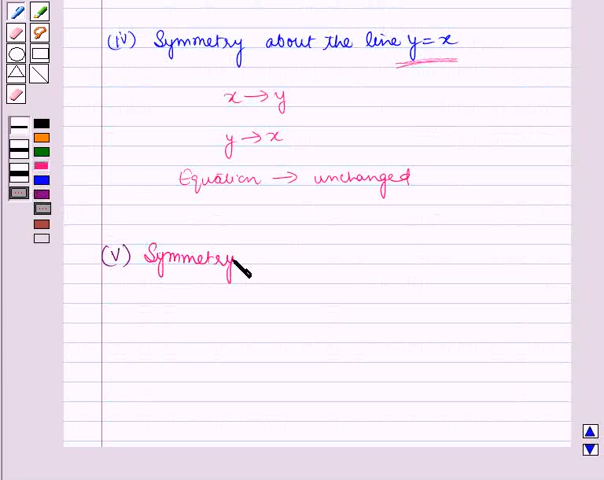 (iv) Symmetry about the line y = x
x → y
y → x
Equation → unchanged
(V) Symmetry